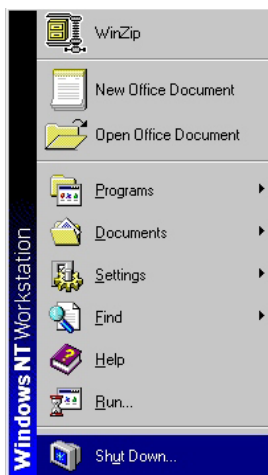 WinZip
New Office Document
Open Office Document
Programs
Documents
Settings
Find
Help
Run...
Shut Down...
Windows NT Workstation